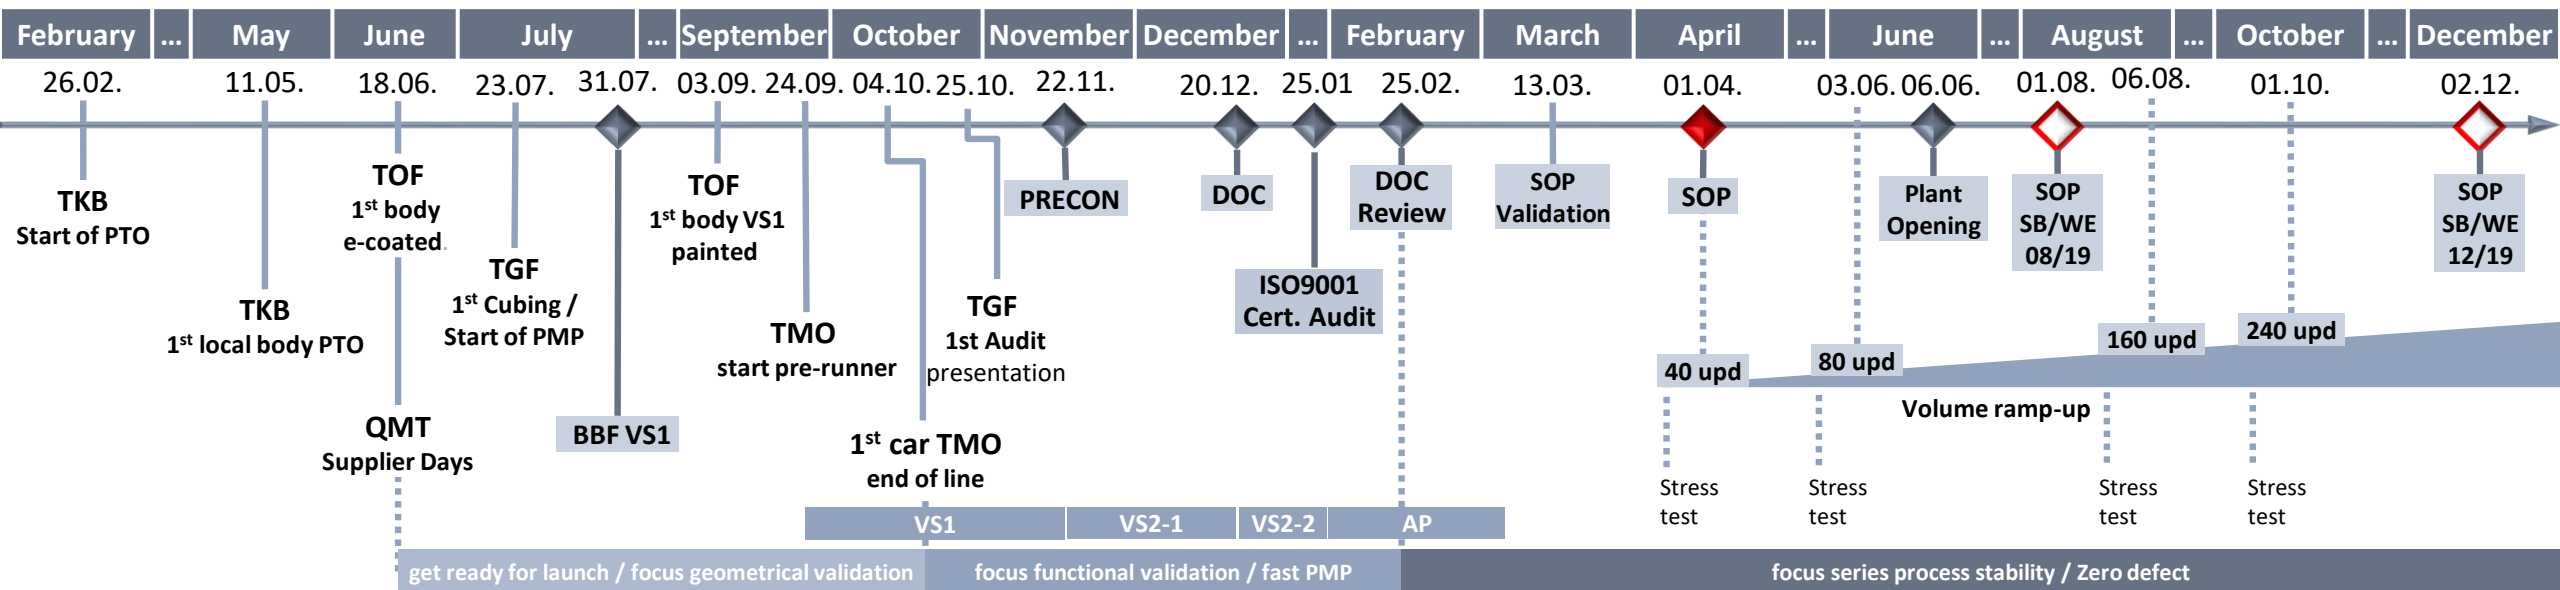 February ... May June July ... September October November December ... February March April ... June ... August ... October ... December
26.02. 11.05. 18.06. 23.07. 31.07. 03.09. 24.09. 04.10. 25.10. 22.11. 20.12. 25.01 25.02. 13.03. 01.04. 03.06. 06.06. 01.08. 06.08. 01.10. 02.12.
TKB
Start of PTO
TKB
1st local body PTO
TOF
1st body
e-coated.
QMT
Supplier Days
TGF
1st Cubing /
Start of PMP
BBF VS1
TOF
1st body VS1
painted
TMO
start pre-runner
1st car TMO
end of line
TGF
1st Audit
presentation
PRECON
DOC
ISO9001
Cert. Audit
DOC
Review
SOP
Validation
SOP
Plant
Opening
SOP
SB/WE
08/19
SOP
SB/WE
12/19
40 upd
80 upd
160 upd
240 upd
Volume ramp-up
Stress
test
Stress
test
Stress
test
Stress
test
VS1 VS2-1 VS2-2 AP
get ready for launch / focus geometrical validation focus functional validation / fast PMP focus series process stability / Zero defect